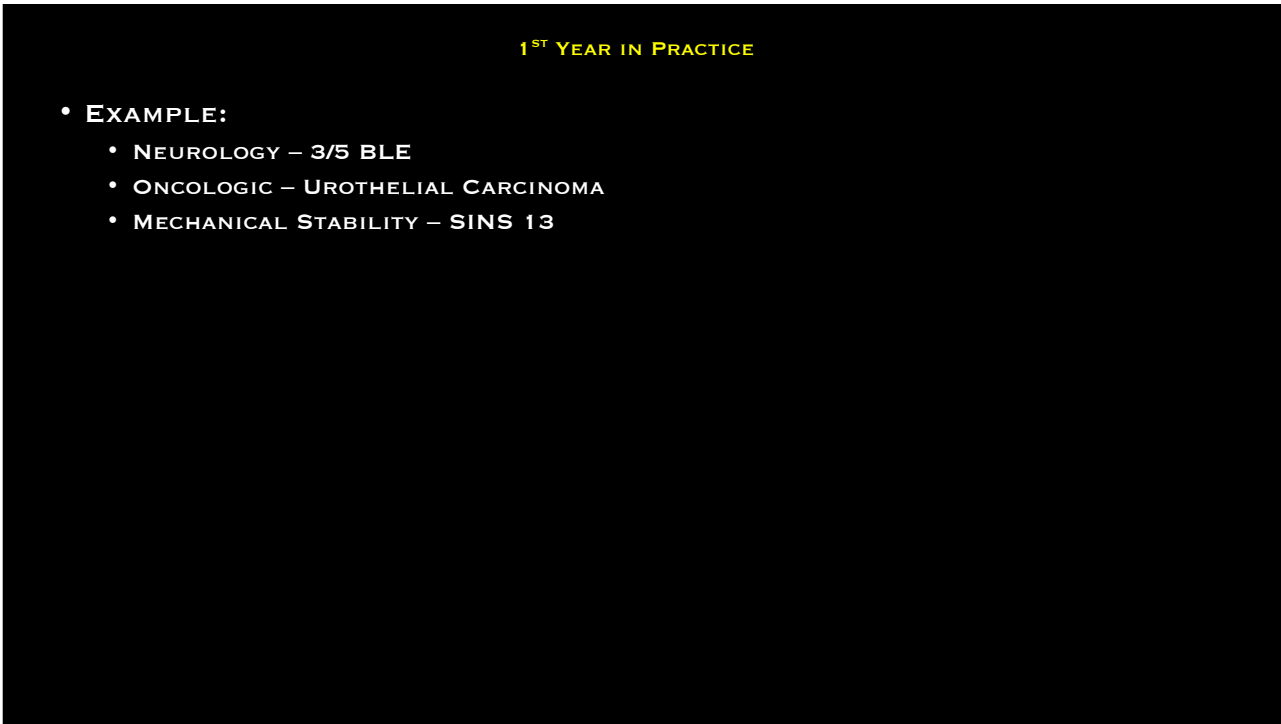 1st Year in Practice
• Example:
• Neurology – 3/5 BLE
• Oncologic – Urothelial Carcinoma
• Mechanical Stability – SINS 13